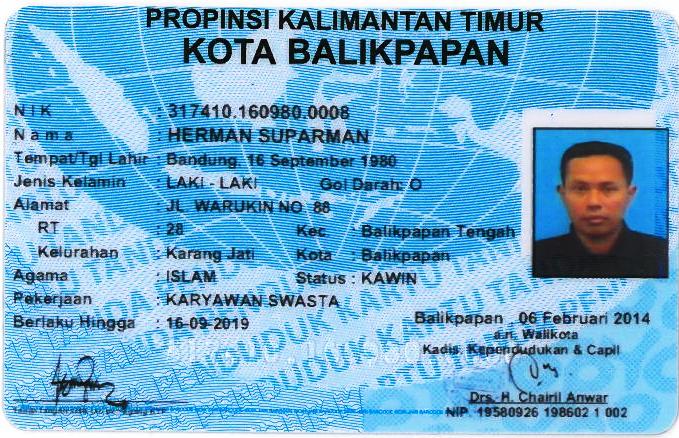 PROPINSI KALIMANTAN TIMUR
KOTA BALIKPAPAN
NIK : 317410.160980.0008
Nama : HERMAN SUPARMAN
Tempat/Tgl Lahir : Bandung, 16 September 1980
Jenis Kelamin : LAKI - LAKI Gol Darah: O
Alamat : JL. WARUKIN NO. 88
RT : 28 Kec : Balikpapan Tengah
Kelurahan : Karang Jati Kota : Balikpapan
Agama : ISLAM Status : KAWIN
Pekerjaan : KARYAWAN SWASTA
Berlaku Hingga : 16-09-2019
Balikpapan 06 Februari 2014
a.n. Walikota
Kadis. Kependudukan & Capil
Drs. H. Chairil Anwar
NIP. 19580926 198602 1 002